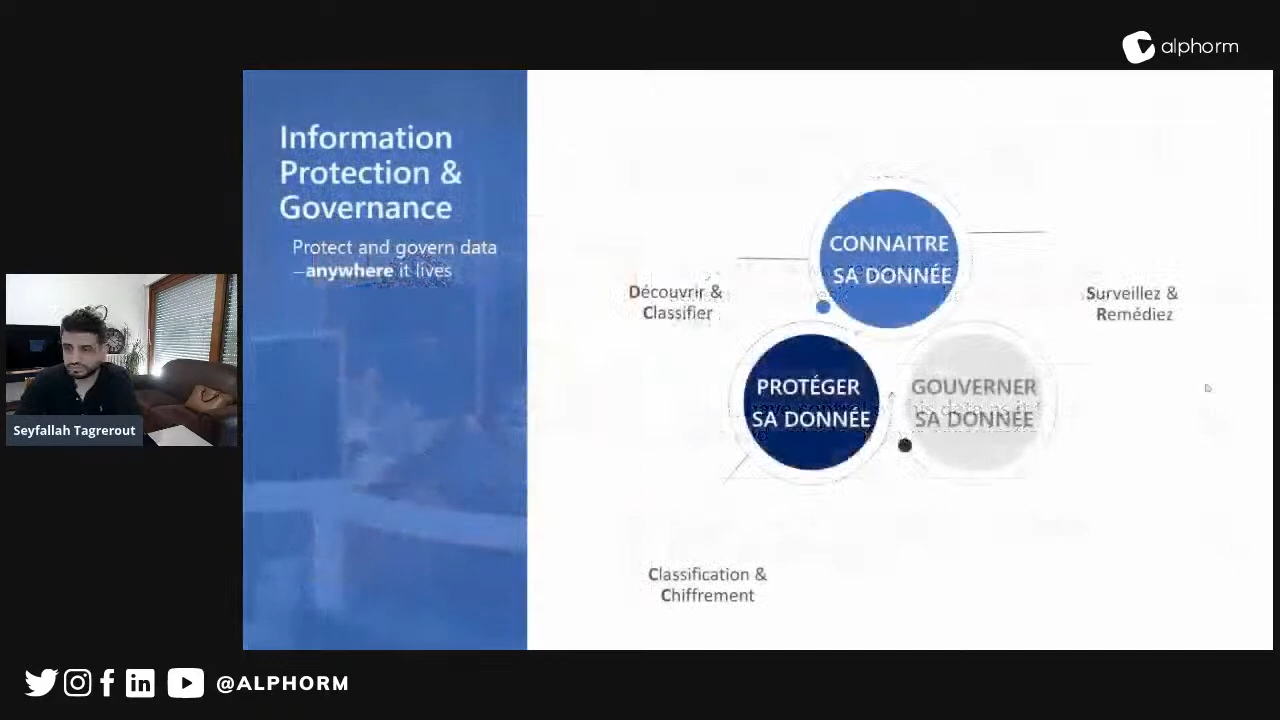 alphorm
Information
Protection &
Governance
Protect and govern data
–anywhere it lives
CONNAITRE
SA DONNÉE
Découvrir &
Classifier
Surveillez &
Remédiez
PROTÉGER
SA DONNÉE
GOUVERNER
SA DONNÉE
Classification &
Chiffrement
Seyfallah Tagrerout
@ALPHORM